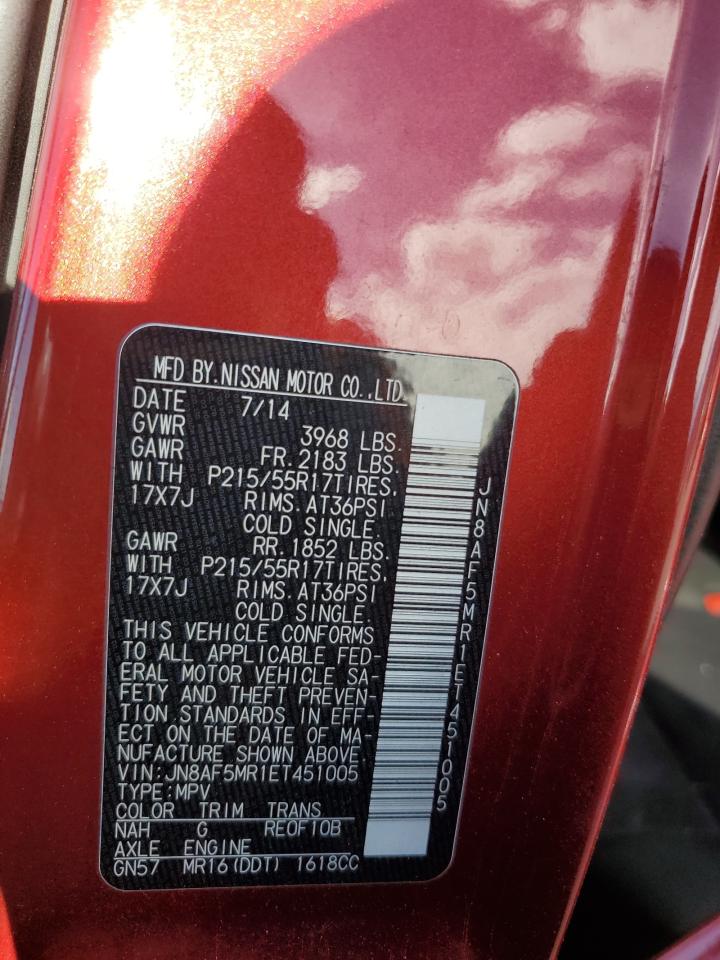 MFD BY.NISSAN MOTOR CO.,LTD.
DATE 7/14
GVWR 3968 LBS.
GAWR FR.2183 LBS.
WITH P215/55R17TIRES,
17X7J RIMS.AT36PSI
COLD SINGLE.
GAWR RR.1852 LBS.
WITH P215/55R17TIRES,
17X7J RIMS.AT36PSI
COLD SINGLE.
THIS VEHICLE CONFORMS
TO ALL APPLICABLE FED-
ERAL MOTOR VEHICLE SA-
FETY AND THEFT PREVEN-
TION STANDARDS IN EFF-
ECT ON THE DATE OF MA-
NUFACTURE SHOWN ABOVE
VIN:JN8AF5MR1ET451005
TYPE:MPV
COLOR TRIM TRANS
NAH G REOF10B
AXLE ENGINE
GN57 MR16(DDT) 1618CC
JN8AF5MR1ET451005